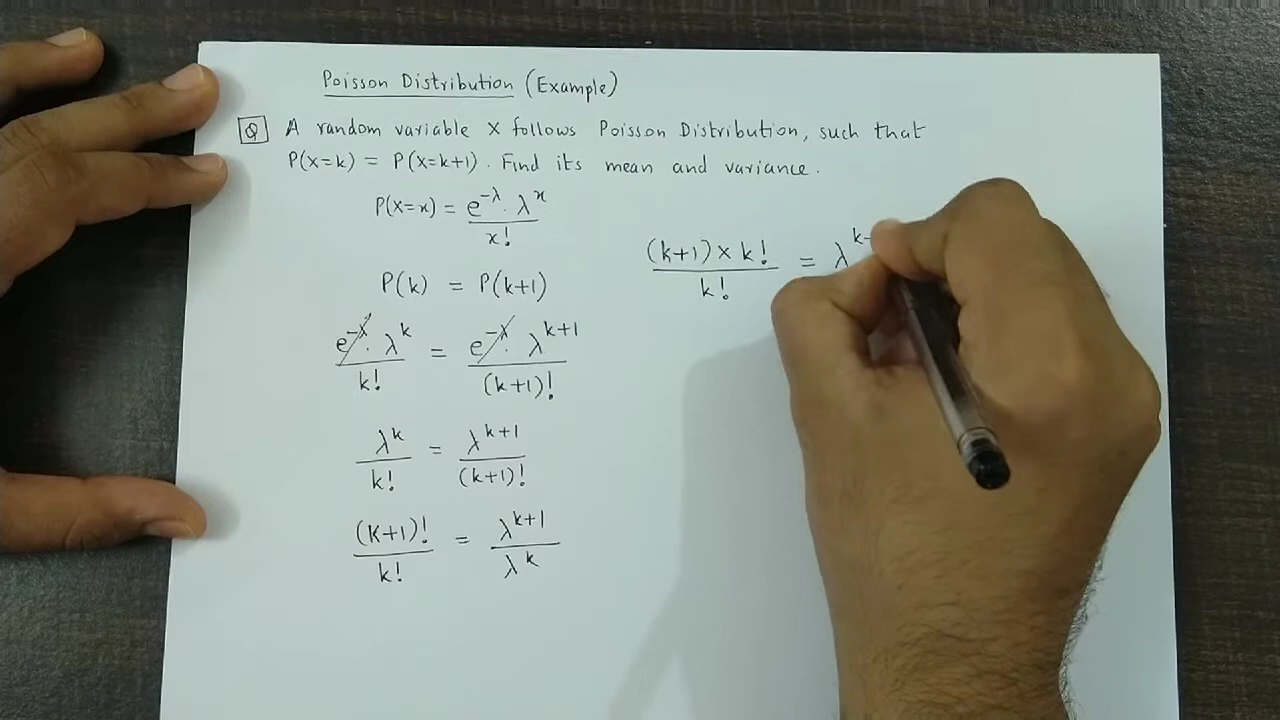 Poisson Distribution (Example)
Q A random variable X follows Poisson Distribution, such that
P(X=k) = P(X=k+1). Find its mean and variance.
P(X=x) = e^-λ . λ^x / x!
P(k) = P(k+1)
e^-λ . λ^k / k! = e^-λ . λ^k+1 / (k+1)!
λ^k / k! = λ^k+1 / (k+1)!
(K+1)! / k! = λ^k+1 / λ^k
(k+1) × k! / k! = λ^k